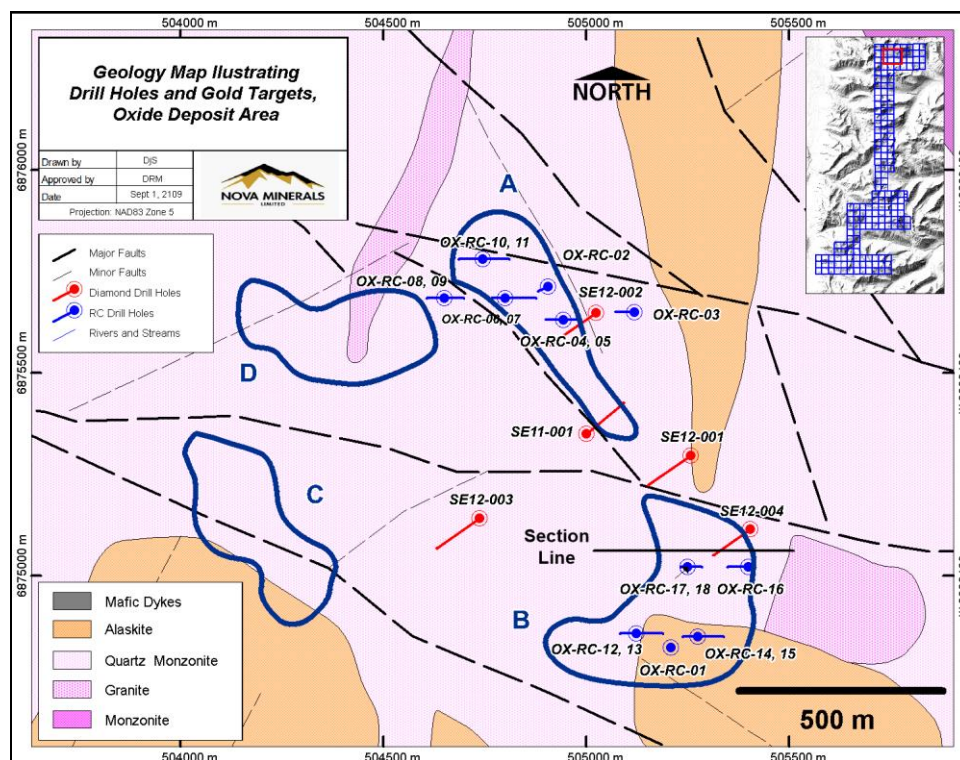 504000 m
504500 m
505000 m
505500 m
Geology Map Ilustrating
Drill Holes and Gold Targets,
Oxide Deposit Area
Drawn by DjS
Approved by DRM
Date Sept 1, 2109
Projection: NAD83 Zone 5
NOVA MINERALS
LIMITED
NORTH
6876000 m
6875500 m
6875000 m
Major Faults
Minor Faults
Diamond Drill Holes
RC Drill Holes
Rivers and Streams
A
OX-RC-10, 11
OX-RC-02
OX-RC-08, 09
SE12-002
OX-RC-03
OX-RC-06, 07
OX-RC-04, 05
D
SE11-001
SE12-001
C
SE12-003
SE12-004
Section
Line
OX-RC-17, 18
OX-RC-16
B
OX-RC-12, 13
OX-RC-14, 15
OX-RC-01
Mafic Dykes
Alaskite
Quartz Monzonite
Granite
Monzonite
500 m
504000 m
504500 m
505000 m
505500 m